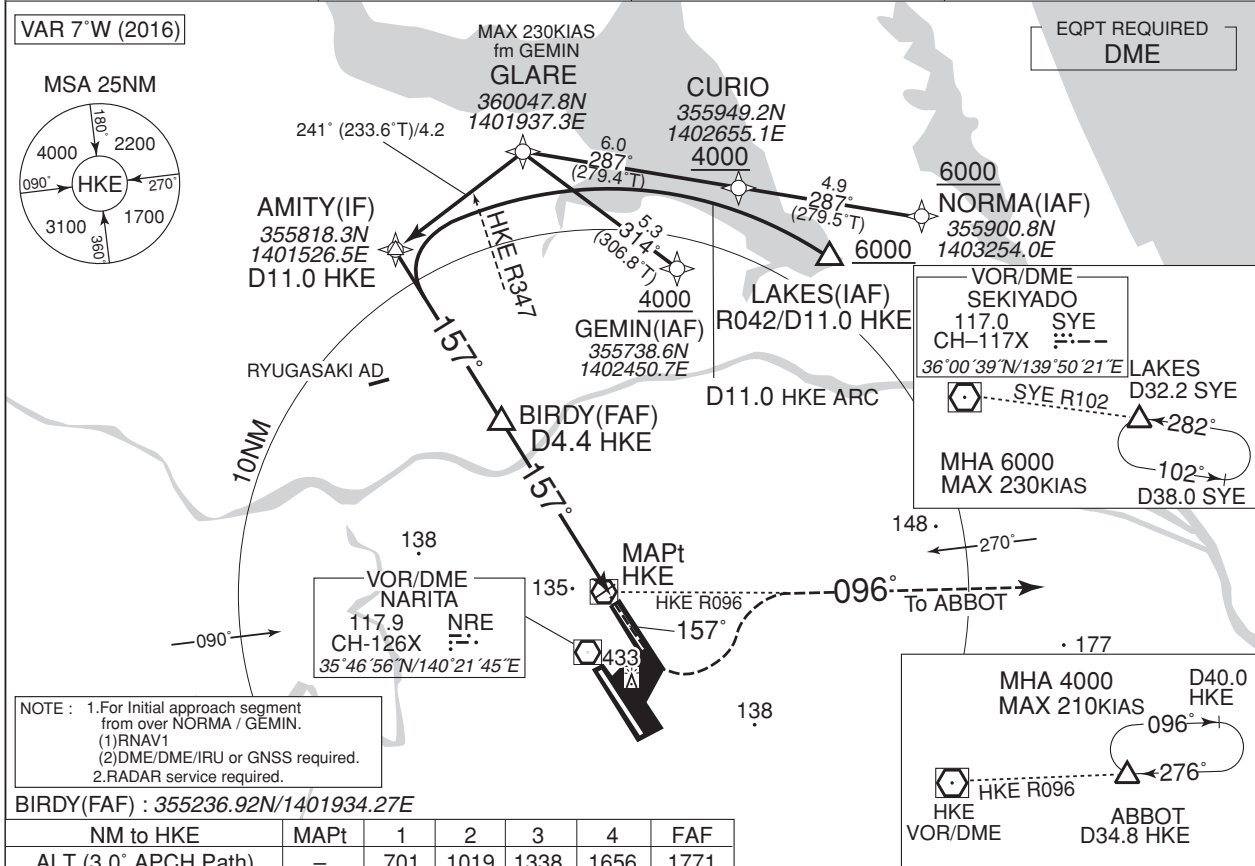 VAR 7°W (2016)
MSA 25NM
180°
4000
2200
090°
HKE
270°
3100
1700
360°
EQPT REQUIRED
DME
MAX 230KIAS
fm GEMIN
GLARE
360047.8N
1401937.3E
241° (233.6°T)/4.2
CURIO
355949.2N
1402655.1E
4000
6.0
287°
(279.4°T)
4.9
287°
(279.5°T)
6000
NORMA(IAF)
355900.8N
1403254.0E
AMITY(IF)
355818.3N
1401526.5E
D11.0 HKE
HKE R347
5.3
314°
(306.8°T)
4000
GEMIN(IAF)
355738.6N
1402450.7E
6000
LAKES(IAF)
R042/D11.0 HKE
D11.0 HKE ARC
VOR/DME
SEKIYADO
117.0 SYE
CH–117X
36°00´39˝N/139°50´21˝E
LAKES
D32.2 SYE
SYE R102
282°
102°
D38.0 SYE
MHA 6000
MAX 230KIAS
157°
RYUGASAKI AD
BIRDY(FAF)
D4.4 HKE
10NM
157°
138
148
270°
MAPt
HKE
135
HKE R096
096°
To ABBOT
157°
VOR/DME
NARITA
117.9 NRE
CH-126X
35°46´56˝N/140°21´45˝E
090°
433
177
138
MHA 4000
MAX 210KIAS
D40.0
HKE
096°
276°
HKE R096
HKE
VOR/DME
ABBOT
D34.8 HKE
NOTE : 1.For Initial approach segment
from over NORMA / GEMIN.
(1)RNAV1
(2)DME/DME/IRU or GNSS required.
2.RADAR service required.
BIRDY(FAF) : 355236.92N/1401934.27E
NM to HKE MAPt 1 2 3 4 FAF
ALT (3.0° APCH Path) – 701 1019 1338 1656 1771